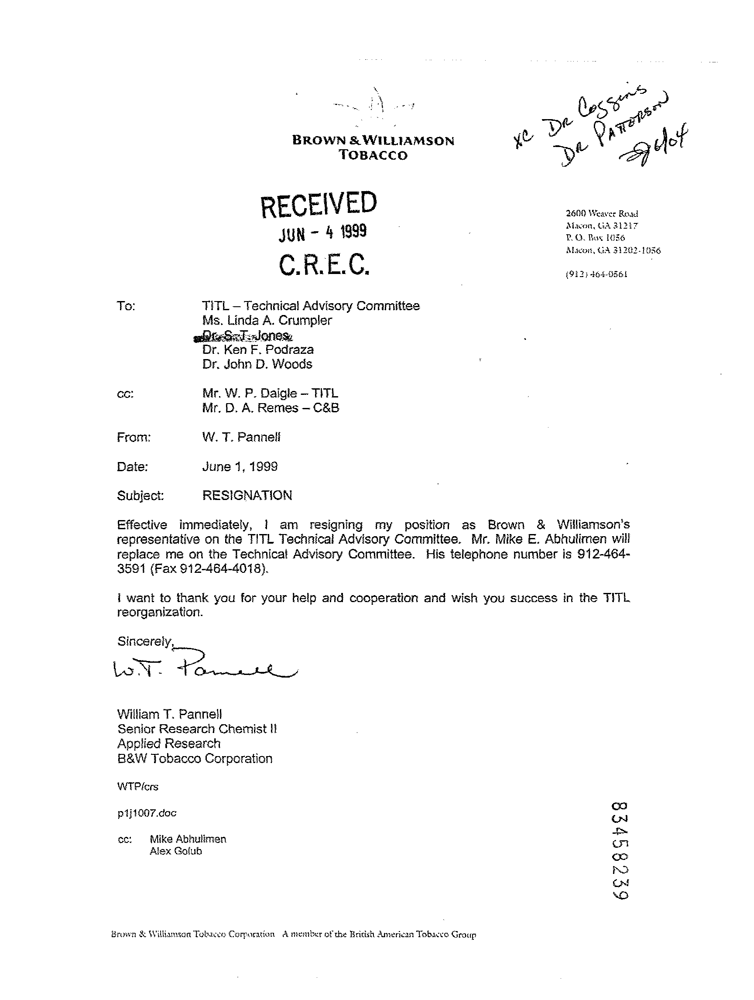 xc Dr Coggins
Dr Patterson
6/04
BROWN & WILLIAMSON
TOBACCO
RECEIVED
JUN - 4 1999
C.R.E.C.
2600 Weaver Road
Macon, GA 31217
P. O. Box 1056
Macon, GA 31202-1056
(912) 464-0561
To: TITL – Technical Advisory Committee
Ms. Linda A. Crumpler
Dr. S. T. Jones
Dr. Ken F. Podraza
Dr. John D. Woods
cc: Mr. W. P. Daigle – TITL
Mr. D. A. Remes – C&B
From: W. T. Pannell
Date: June 1, 1999
Subject: RESIGNATION
Effective immediately, I am resigning my position as Brown & Williamson's
representative on the TITL Technical Advisory Committee. Mr. Mike E. Abhulimen will
replace me on the Technical Advisory Committee. His telephone number is 912-464-
3591 (Fax 912-464-4018).
I want to thank you for your help and cooperation and wish you success in the TITL
reorganization.
Sincerely,
W.T. Pannell
William T. Pannell
Senior Research Chemist II
Applied Research
B&W Tobacco Corporation
WTP/crs
p1j1007.doc
cc: Mike Abhulimen
Alex Golub
83458239
Brown & Williamson Tobacco Corporation A member of the British American Tobacco Group